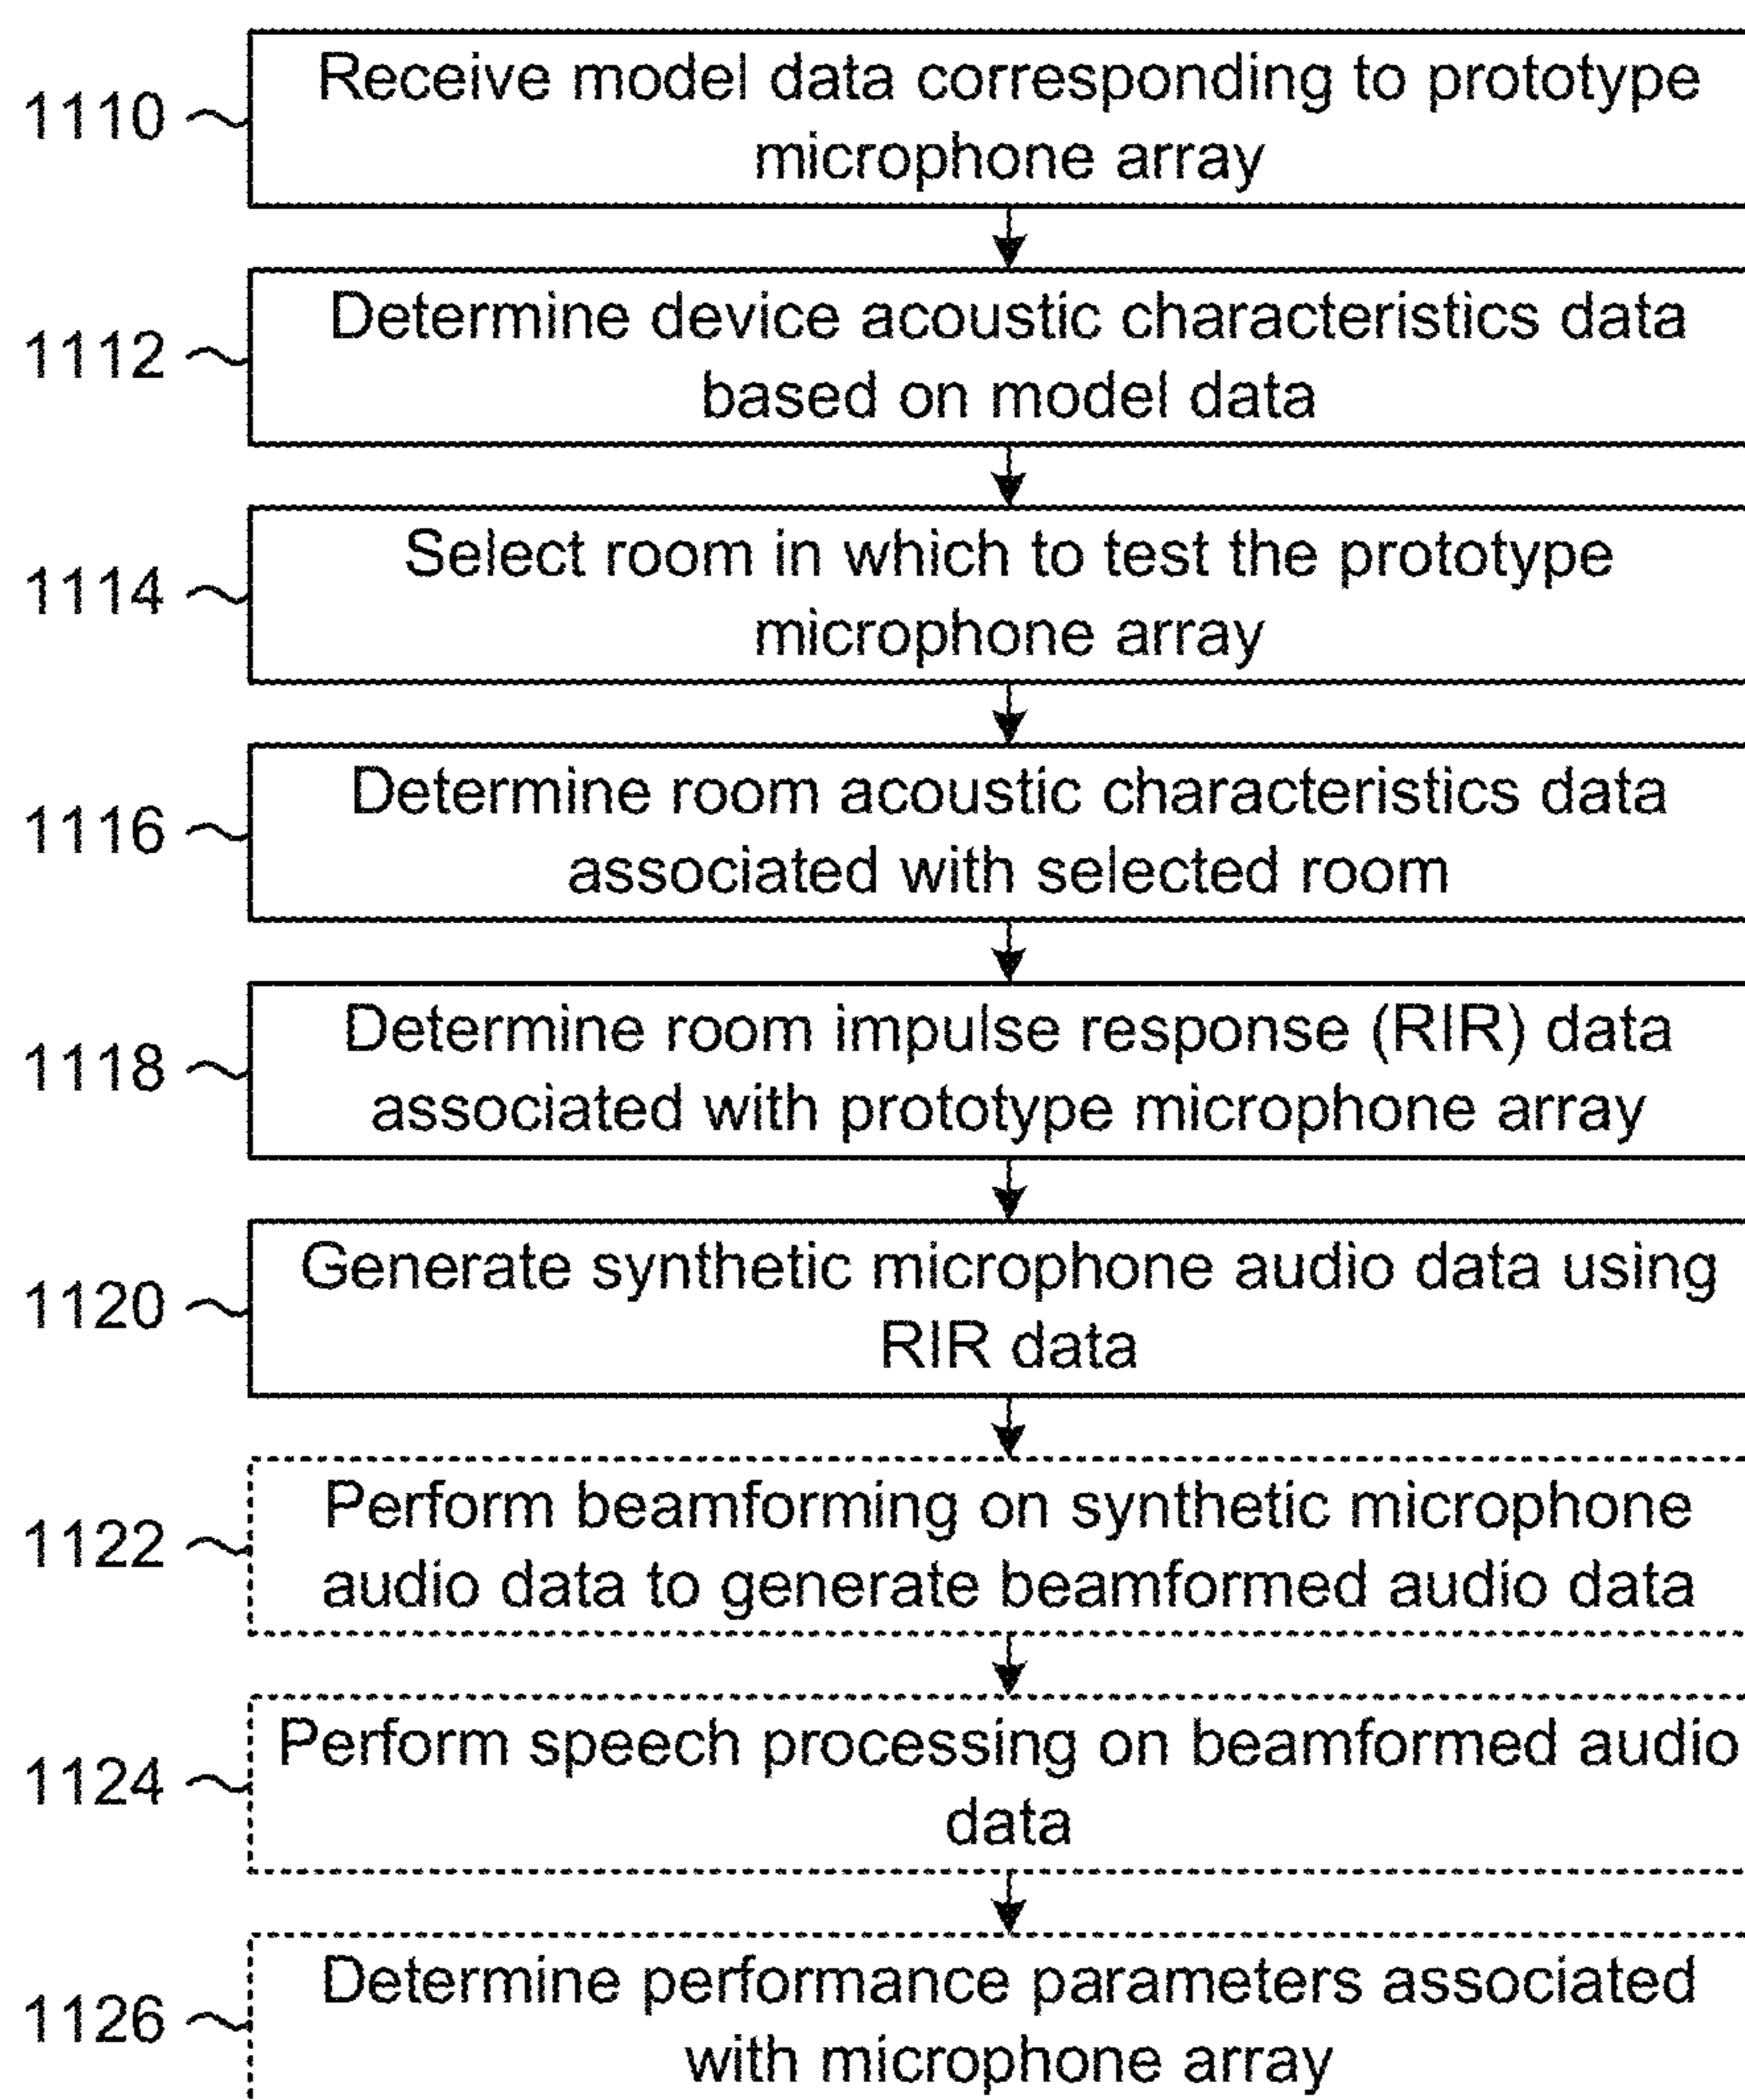 1110
Receive model data corresponding to prototype
microphone array
1112
Determine device acoustic characteristics data
based on model data
1114
Select room in which to test the prototype
microphone array
1116
Determine room acoustic characteristics data
associated with selected room
1118
Determine room impulse response (RIR) data
associated with prototype microphone array
1120
Generate synthetic microphone audio data using
RIR data
1122
Perform beamforming on synthetic microphone
audio data to generate beamformed audio data
1124
Perform speech processing on beamformed audio
data
1126
Determine performance parameters associated
with microphone array